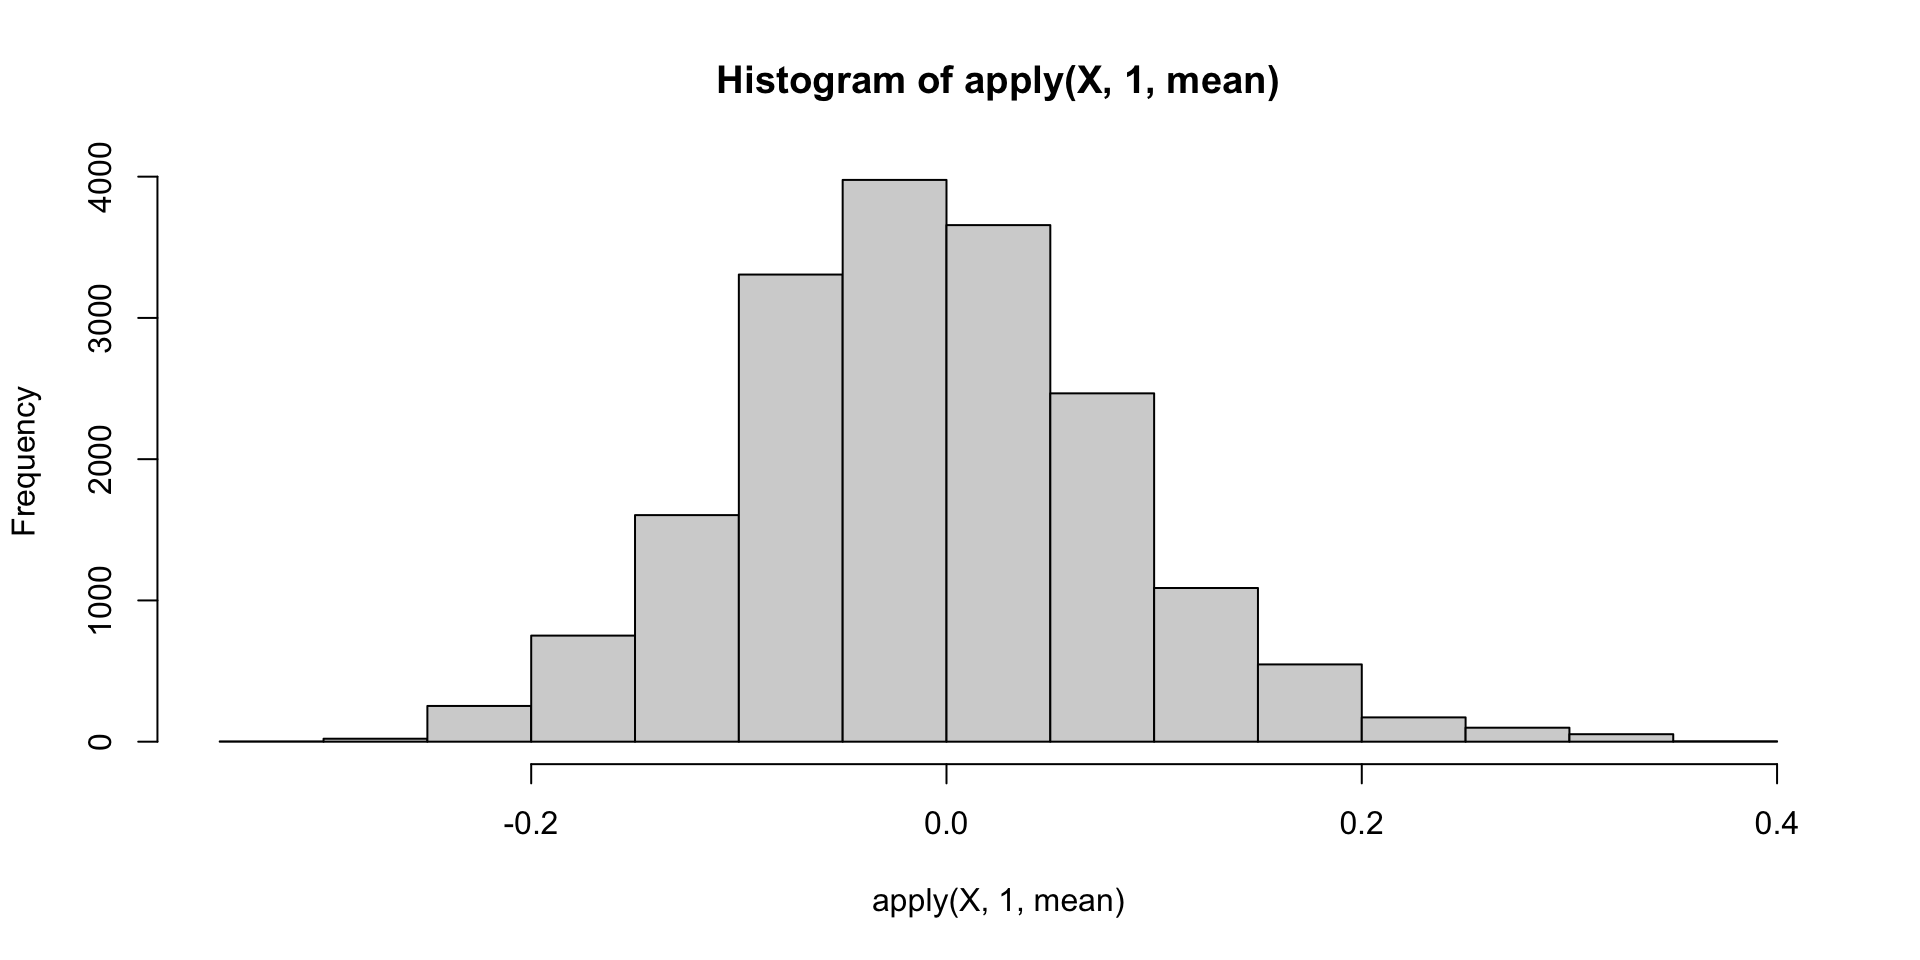 Histogram of apply(X, 1, mean)
4000
3000
2000
1000
0
Frequency
-0.2 0.0 0.2 0.4
apply(X, 1, mean)